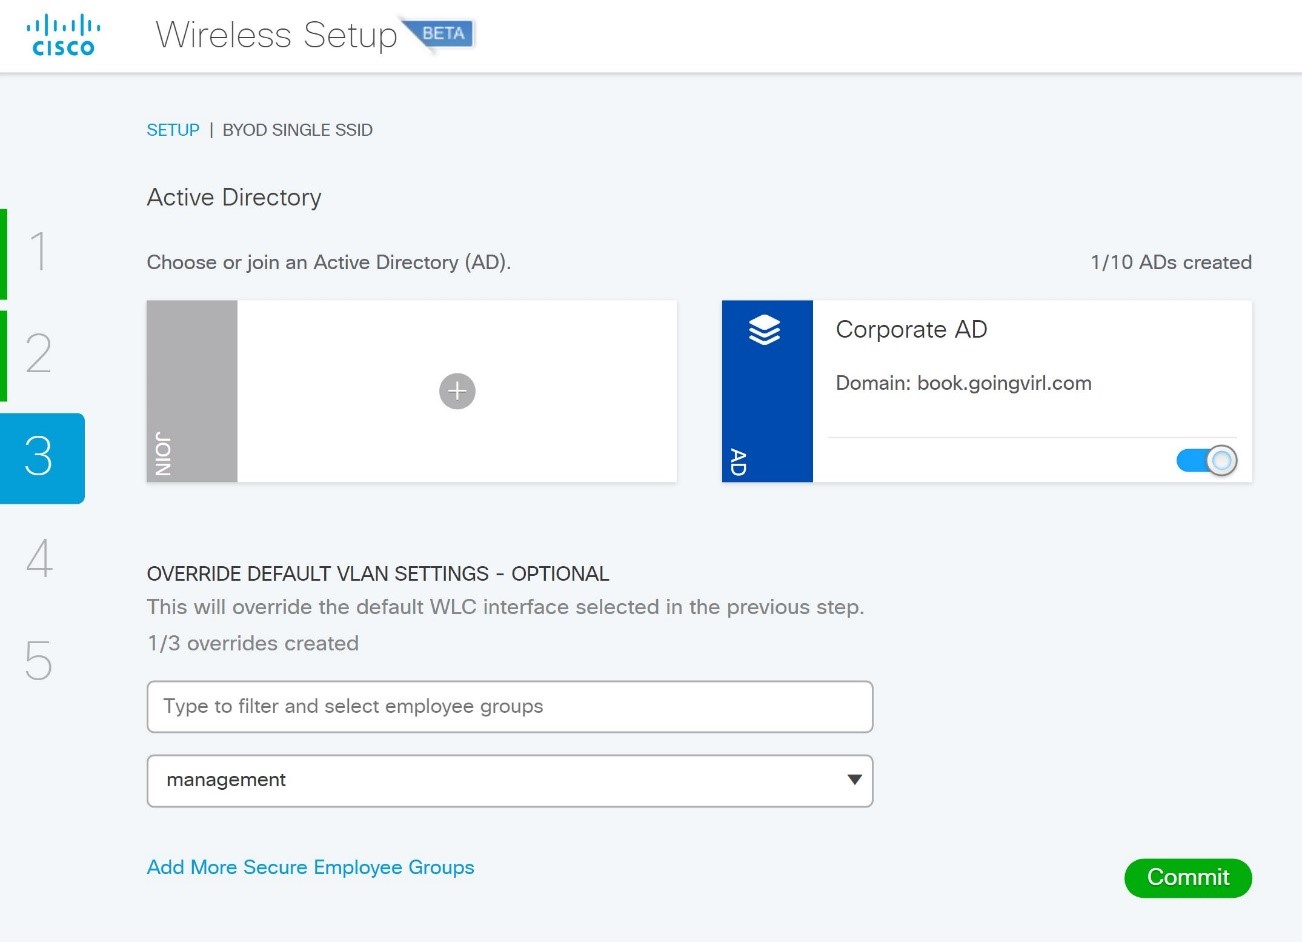 CISCO
Wireless Setup BETA
SETUP | BYOD SINGLE SSID
Active Directory
Choose or join an Active Directory (AD).
1/10 ADs created
1
2
3
4
5
JOIN
AD
Corporate AD
Domain: book.goingvirl.com
OVERRIDE DEFAULT VLAN SETTINGS - OPTIONAL
This will override the default WLC interface selected in the previous step.
1/3 overrides created
Type to filter and select employee groups
management
Add More Secure Employee Groups
Commit